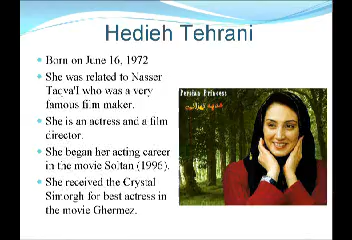 Hedieh Tehrani
Born on June 16, 1972
She was related to Nasser
Taqva'I who was a very
famous film maker.
She is an actress and a film
director.
She began her acting career
in the movie Soltan (1996).
She received the Crystal
Simorgh for best actress in
the movie Ghermez.
Persian Princess